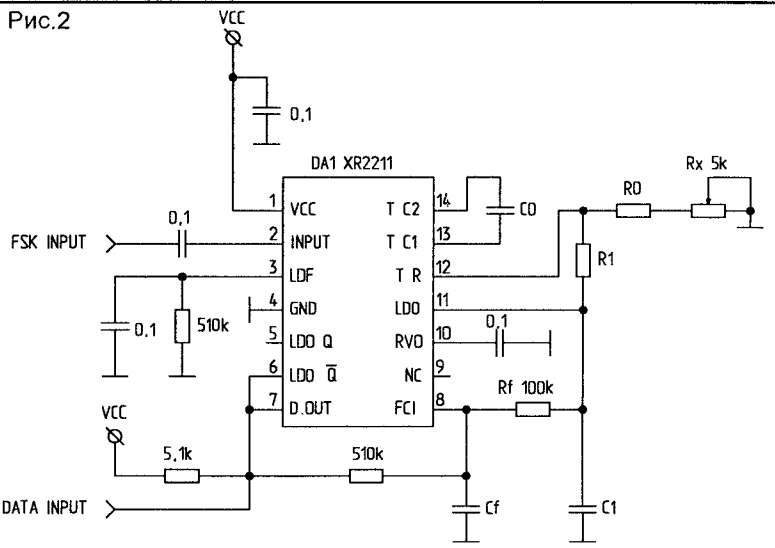 Рис.2
VCC
0,1
DA1 XR2211
Rx 5k
R0
1 VCC T C2 14
C0
0,1
FSK INPUT
2 INPUT T C1 13
R1
3 LDF T R 12
0,1
510k
4 GND LDO 11
0,1
5 LDO Q RVO 10
6 LDO Q̅ NC 9
Rf 100k
7 D.OUT FCI 8
VCC
5,1k
510k
DATA INPUT
Cf
C1